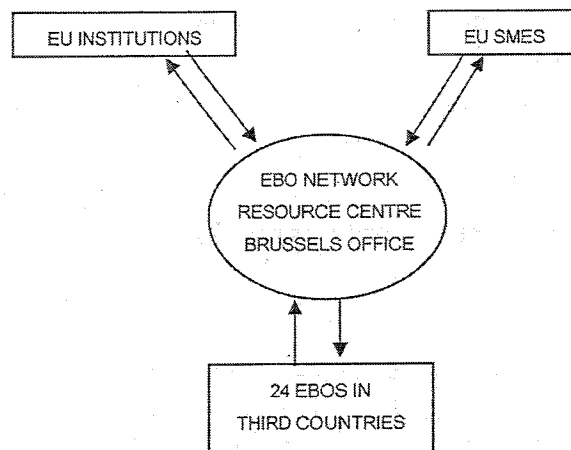 EU INSTITUTIONS
EU SMES
EBO NETWORK
RESOURCE CENTRE
BRUSSELS OFFICE
24 EBOS IN
THIRD COUNTRIES